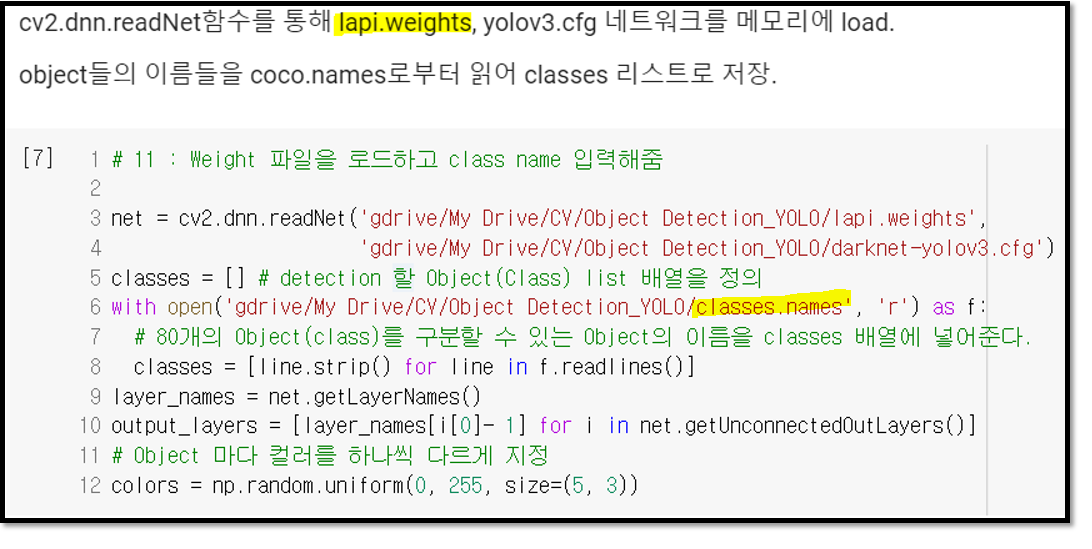 cv2.dnn.readNet함수를 통해 lapi.weights, yolov3.cfg 네트워크를 메모리에 load.
object들의 이름들을 coco.names로부터 읽어 classes 리스트로 저장.
[7] 1 # 11 : Weight 파일을 로드하고 class name 입력해줌
2
3 net = cv2.dnn.readNet('gdrive/My Drive/CV/Object Detection_YOLO/lapi.weights',
4 'gdrive/My Drive/CV/Object Detection_YOLO/darknet-yolov3.cfg')
5 classes = [] # detection 할 Object(Class) list 배열을 정의
6 with open('gdrive/My Drive/CV/Object Detection_YOLO/classes.names', 'r') as f:
7 # 80개의 Object(class)를 구분할 수 있는 Object의 이름을 classes 배열에 넣어준다.
8 classes = [line.strip() for line in f.readlines()]
9 layer_names = net.getLayerNames()
10 output_layers = [layer_names[i[0]- 1] for i in net.getUnconnectedOutLayers()]
11 # Object 마다 컬러를 하나씩 다르게 지정
12 colors = np.random.uniform(0, 255, size=(5, 3))